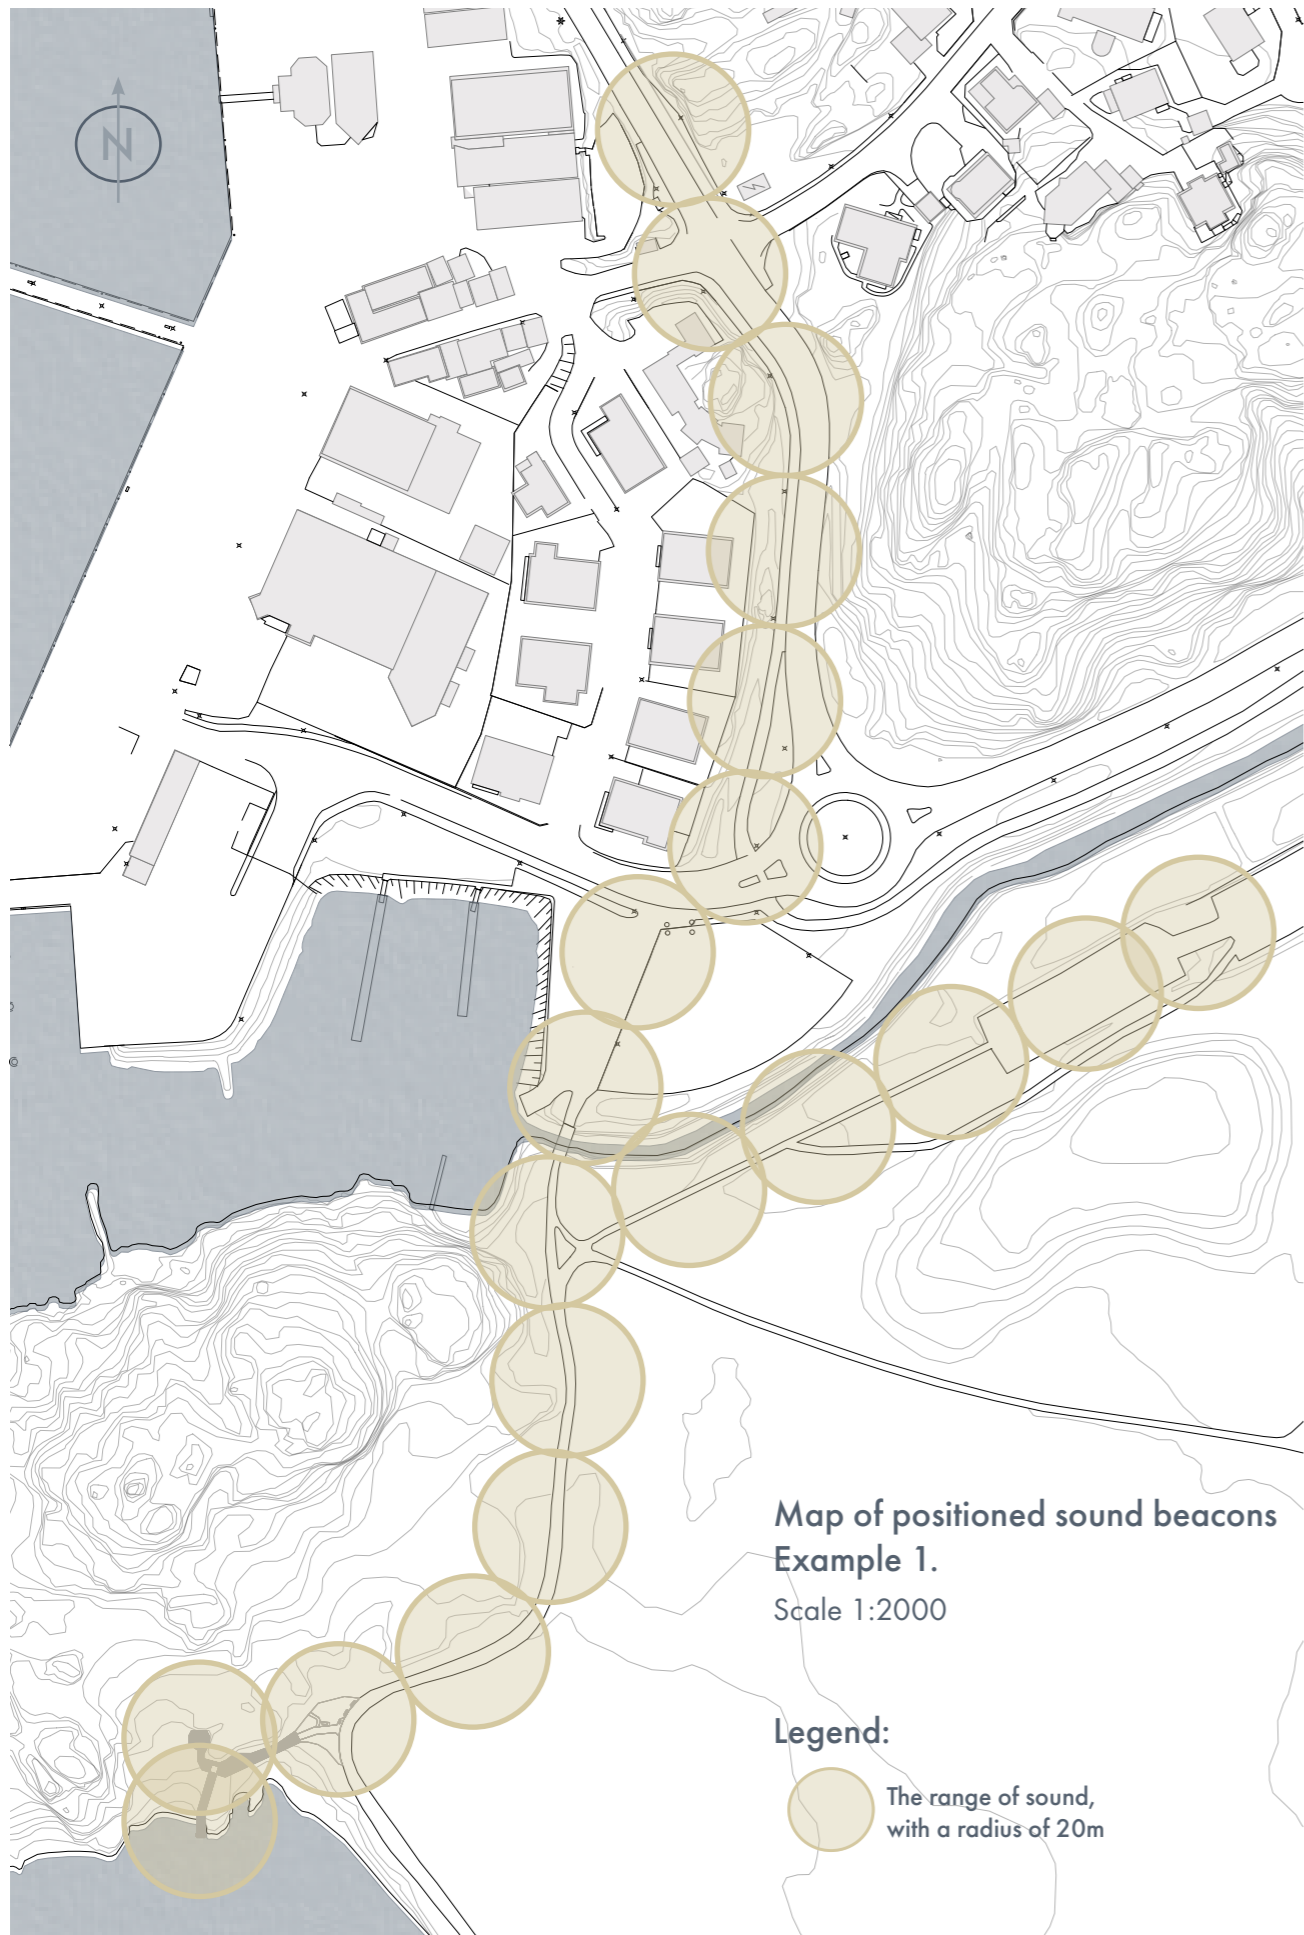 N
Map of positioned sound beacons
Example 1.
Scale 1:2000
Legend:
The range of sound,
with a radius of 20m